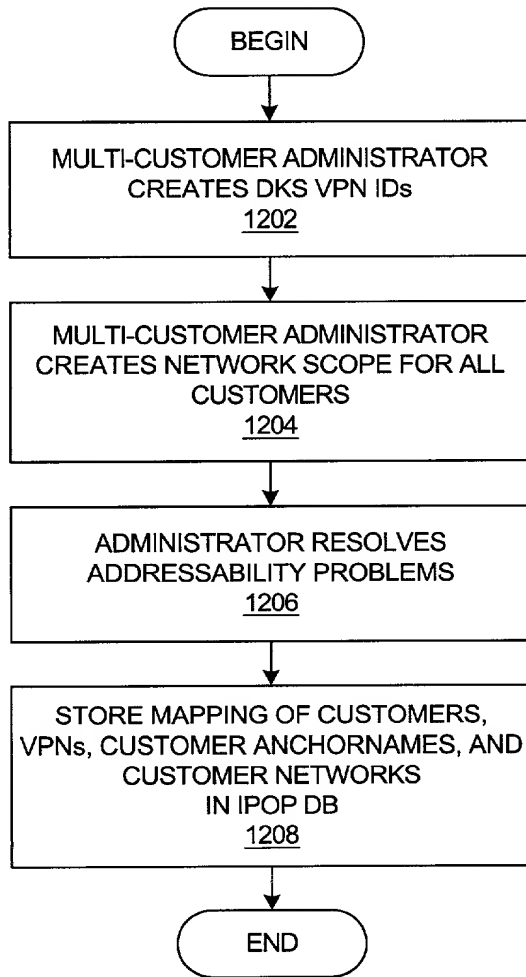 BEGIN
MULTI-CUSTOMER ADMINISTRATOR
CREATES DKS VPN IDs
1202
MULTI-CUSTOMER ADMINISTRATOR
CREATES NETWORK SCOPE FOR ALL
CUSTOMERS
1204
ADMINISTRATOR RESOLVES
ADDRESSABILITY PROBLEMS
1206
STORE MAPPING OF CUSTOMERS,
VPNs, CUSTOMER ANCHORNAMES, AND
CUSTOMER NETWORKS
IN IPOP DB
1208
END